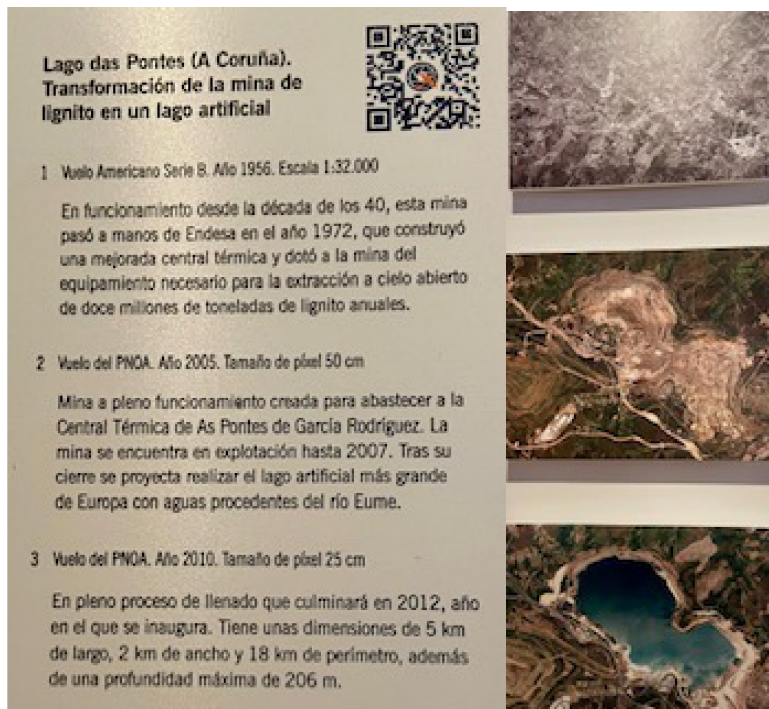 Lago das Pontes (A Coruña).
Transformación de la mina de
lignito en un lago artificial
1 Vuelo Americano Serie B. Año 1956. Escala 1:32.000
En funcionamiento desde la década de los 40, esta mina
pasó a manos de Endesa en el año 1972, que construyó
una mejorada central térmica y dotó a la mina del
equipamiento necesario para la extracción a cielo abierto
de doce millones de toneladas de lignito anuales.
2 Vuelo del PNOA. Año 2005. Tamaño de píxel 50 cm
Mina a pleno funcionamiento creada para abastecer a la
Central Térmica de As Pontes de García Rodríguez. La
mina se encuentra en explotación hasta 2007. Tras su
cierre se proyecta realizar el lago artificial más grande
de Europa con aguas procedentes del río Eume.
3 Vuelo del PNOA. Año 2010. Tamaño de píxel 25 cm
En pleno proceso de llenado que culminará en 2012, año
en el que se inaugura. Tiene unas dimensiones de 5 km
de largo, 2 km de ancho y 18 km de perímetro, además
de una profundidad máxima de 206 m.